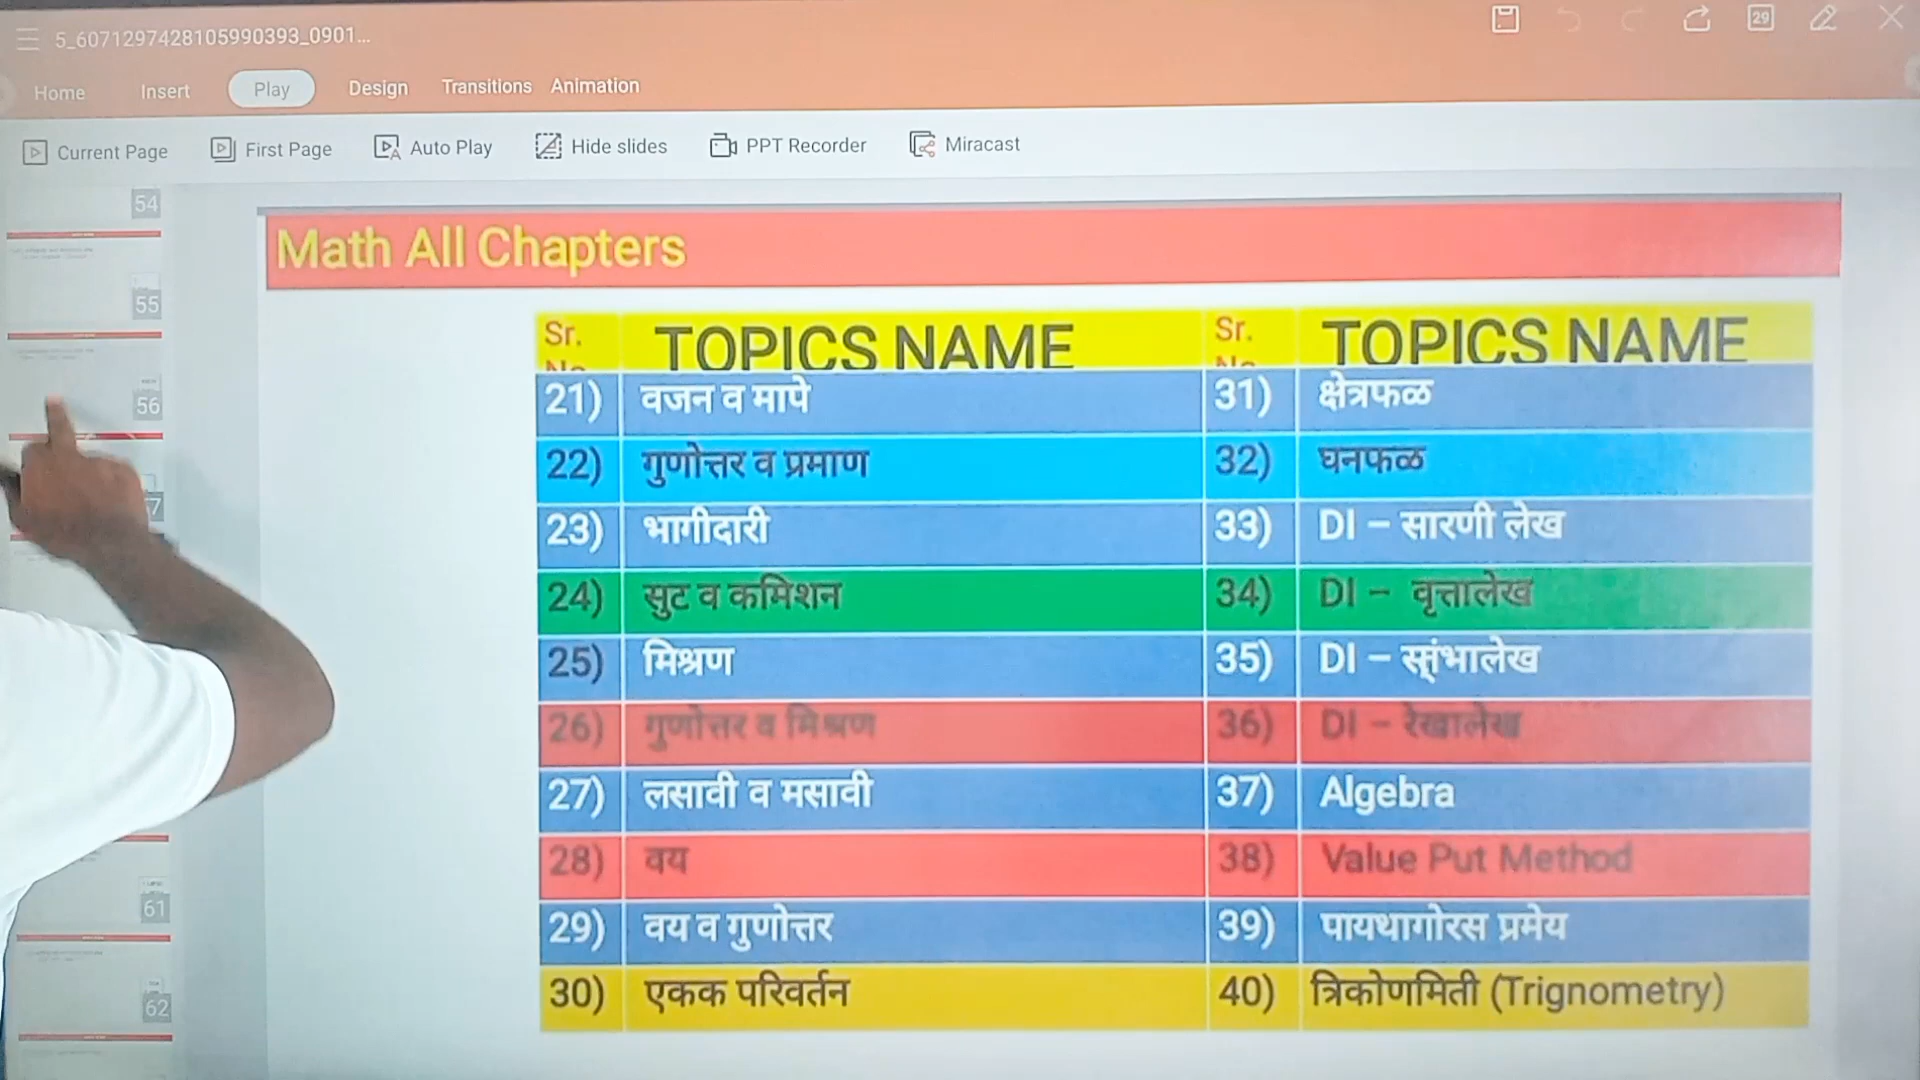 5_6071297428105990393_0901...
29
Home Insert Play Design Transitions Animation
Current Page First Page Auto Play Hide slides PPT Recorder Miracast
54
55
56
61
62
Math All Chapters
Sr. No TOPICS NAME Sr. No TOPICS NAME
21) वजन व मापे 31) क्षेत्रफळ
22) गुणोत्तर व प्रमाण 32) घनफळ
23) भागीदारी 33) DI – सारणी लेख
24) सुट व कमिशन 34) DI – वृत्तालेख
25) मिश्रण 35) DI –
26) गुणोत्तर व मिश्रण 36) DI – रेखालेख
27) लसावी व मसावी 37) Algebra
28) वय 38) Value Put Method
29) वय व गुणोत्तर 39) पायथागोरस प्रमेय
30) एकक परिवर्तन 40) त्रिकोणमिती (Trignometry)